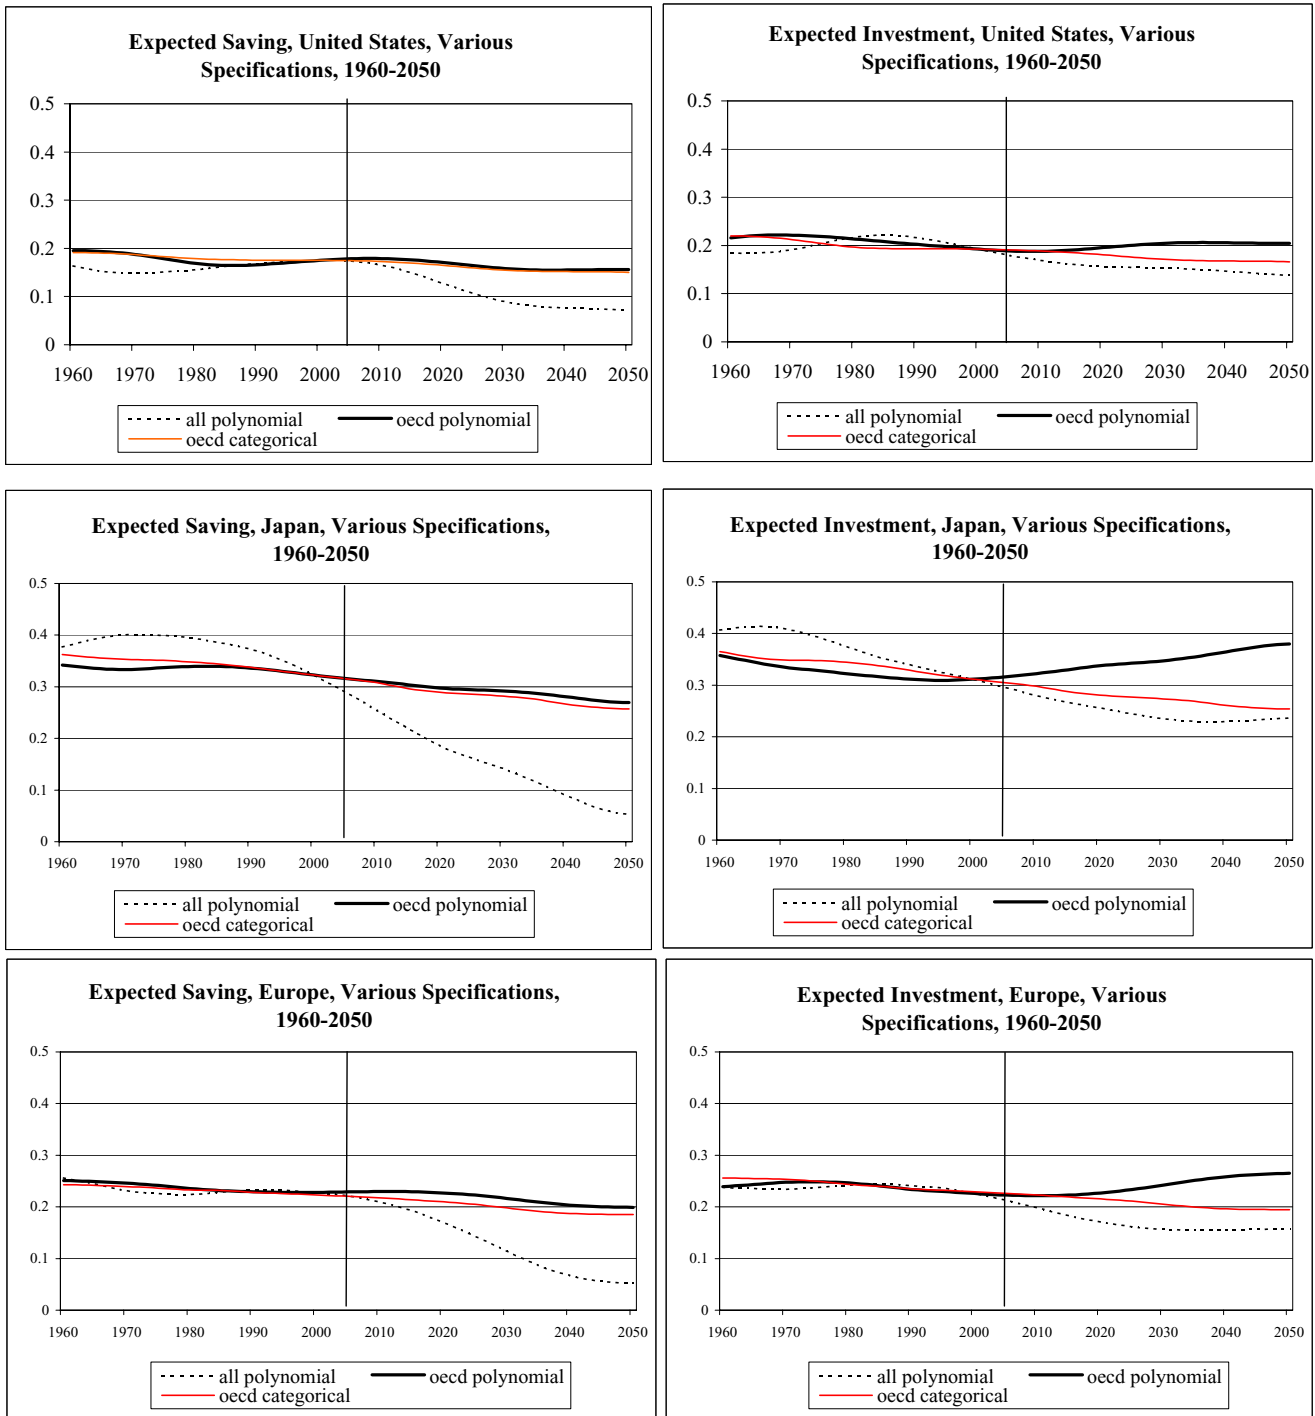 Expected Saving, United States, Various
Specifications, 1960-2050
0.5
0.4
0.3
0.2
0.1
0
1960 1970 1980 1990 2000 2010 2020 2030 2040 2050
all polynomial oecd polynomial
oecd categorical
Expected Investment, United States, Various
Specifications, 1960-2050
0.5
0.4
0.3
0.2
0.1
0
1960 1970 1980 1990 2000 2010 2020 2030 2040 2050
all polynomial oecd polynomial
oecd categorical
Expected Saving, Japan, Various Specifications,
1960-2050
0.5
0.4
0.3
0.2
0.1
0
1960 1970 1980 1990 2000 2010 2020 2030 2040 2050
all polynomial oecd polynomial
oecd categorical
Expected Investment, Japan, Various Specifications,
1960-2050
0.5
0.4
0.3
0.2
0.1
0
1960 1970 1980 1990 2000 2010 2020 2030 2040 2050
all polynomial oecd polynomial
oecd categorical
Expected Saving, Europe, Various Specifications,
1960-2050
0.5
0.4
0.3
0.2
0.1
0
1960 1970 1980 1990 2000 2010 2020 2030 2040 2050
all polynomial oecd polynomial
oecd categorical
Expected Investment, Europe, Various
Specifications, 1960-2050
0.5
0.4
0.3
0.2
0.1
0
1960 1970 1980 1990 2000 2010 2020 2030 2040 2050
all polynomial oecd polynomial
oecd categorical